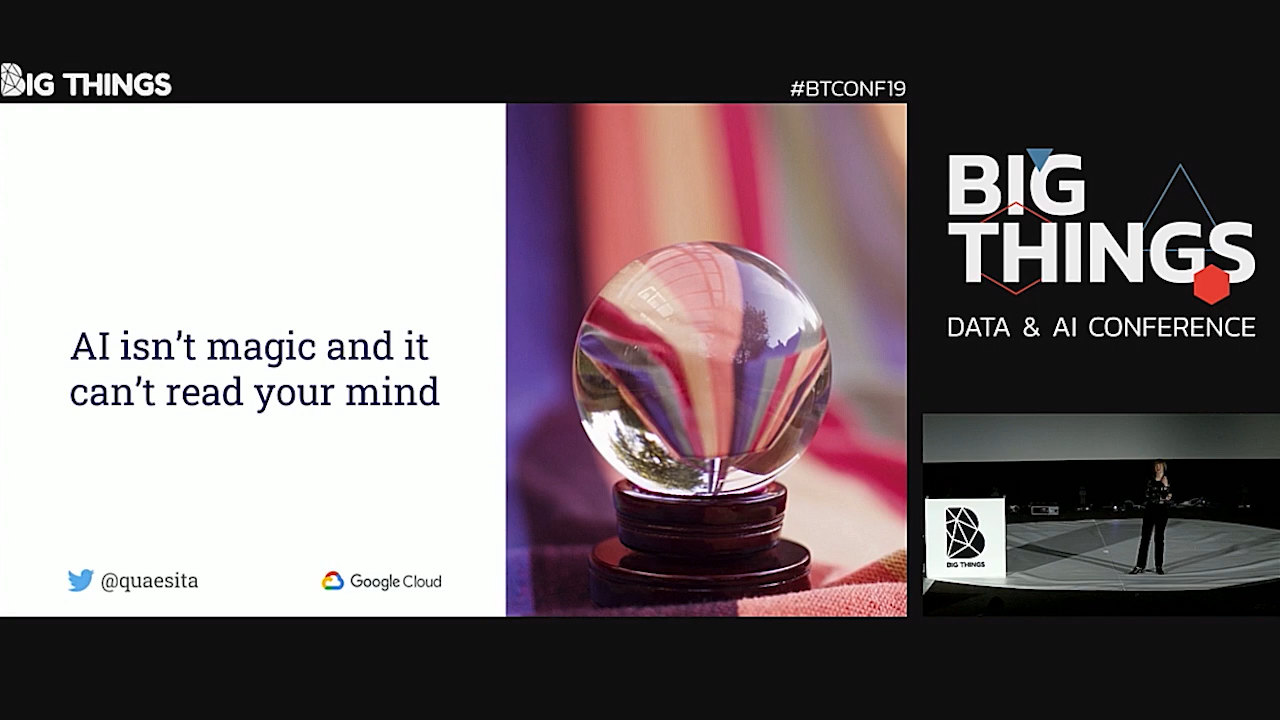 BIG THINGS
#BTCONF19
AI isn’t magic and it
can’t read your mind
@quaesita
Google Cloud
BIG
THINGS
DATA & AI CONFERENCE
BIG THINGS